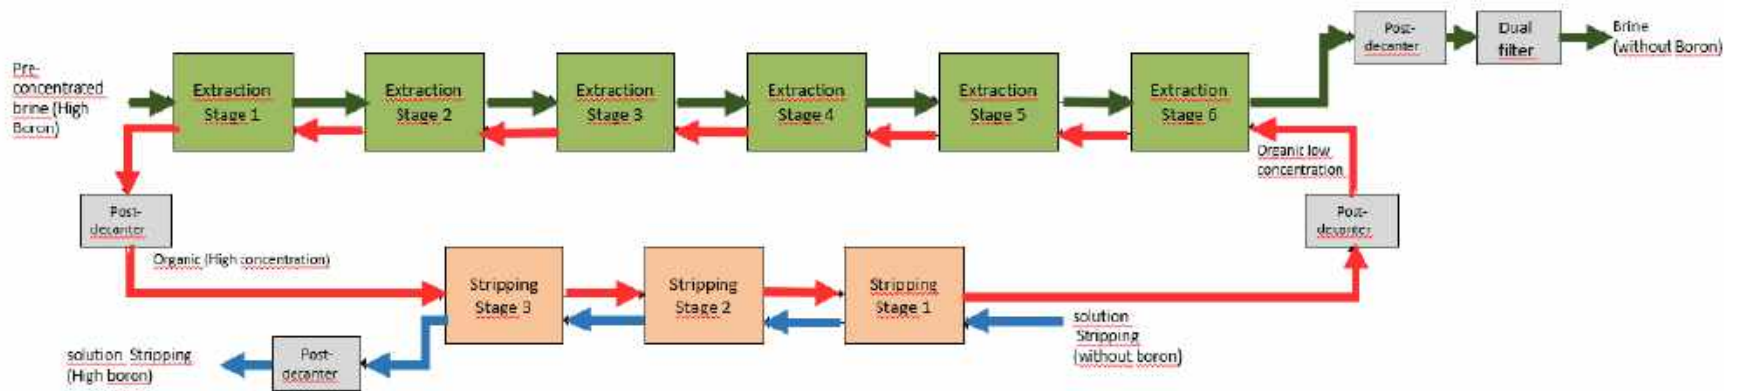 Pre-
concentrated
brine (High
Boron)
Extraction
Stage 1
Extraction
Stage 2
Extraction
Stage 3
Extraction
Stage 4
Extraction
Stage 5
Extraction
Stage 6
Post-
decanter
Dual
filter
Brine
(without Boron)
Organic low
concentration
Post-
decanter
Organic (High concentration)
Post-
decanter
Stripping
Stage 3
Stripping
Stage 2
Stripping
Stage 1
solution
Stripping
(without boron)
solution Stripping
(High boron)
Post-
decanter